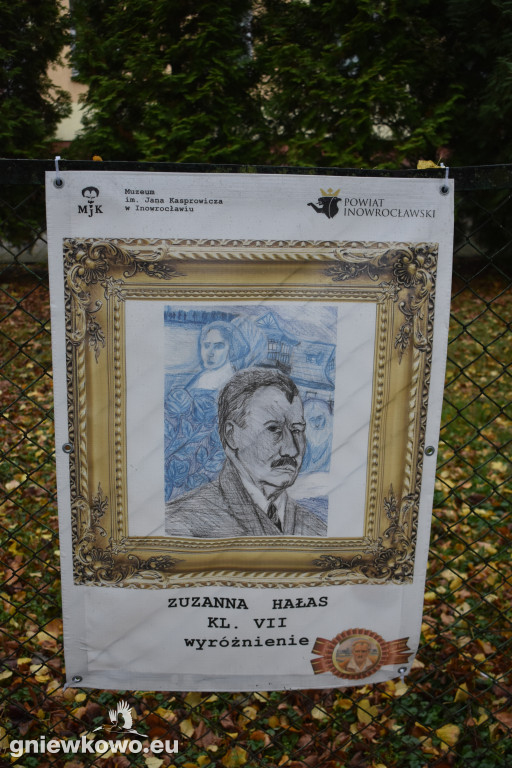 MJK
Muzeum
im. Jana Kasprowicza
w Inowrocławiu
POWIAT
INOWROCŁAWSKI
ZUZANNA HAŁAS
KL. VII
wyróżnienie
gniewkowo.eu